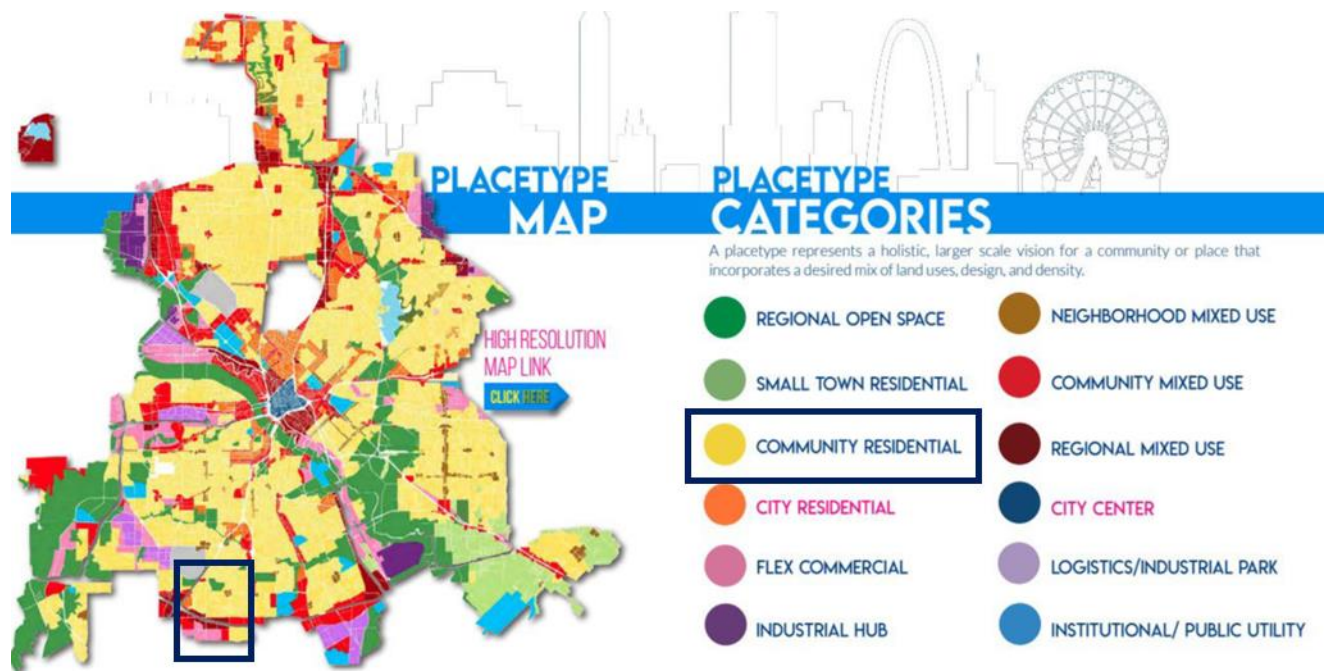 PLACETYPE
MAP
HIGH RESOLUTION
MAP LINK
CLICK HERE
PLACETYPE
CATEGORIES
A placetype represents a holistic, larger scale vision for a community or place that
incorporates a desired mix of land uses, design, and density.
REGIONAL OPEN SPACE
SMALL TOWN RESIDENTIAL
COMMUNITY RESIDENTIAL
CITY RESIDENTIAL
FLEX COMMERCIAL
INDUSTRIAL HUB
NEIGHBORHOOD MIXED USE
COMMUNITY MIXED USE
REGIONAL MIXED USE
CITY CENTER
LOGISTICS/INDUSTRIAL PARK
INSTITUTIONAL/ PUBLIC UTILITY